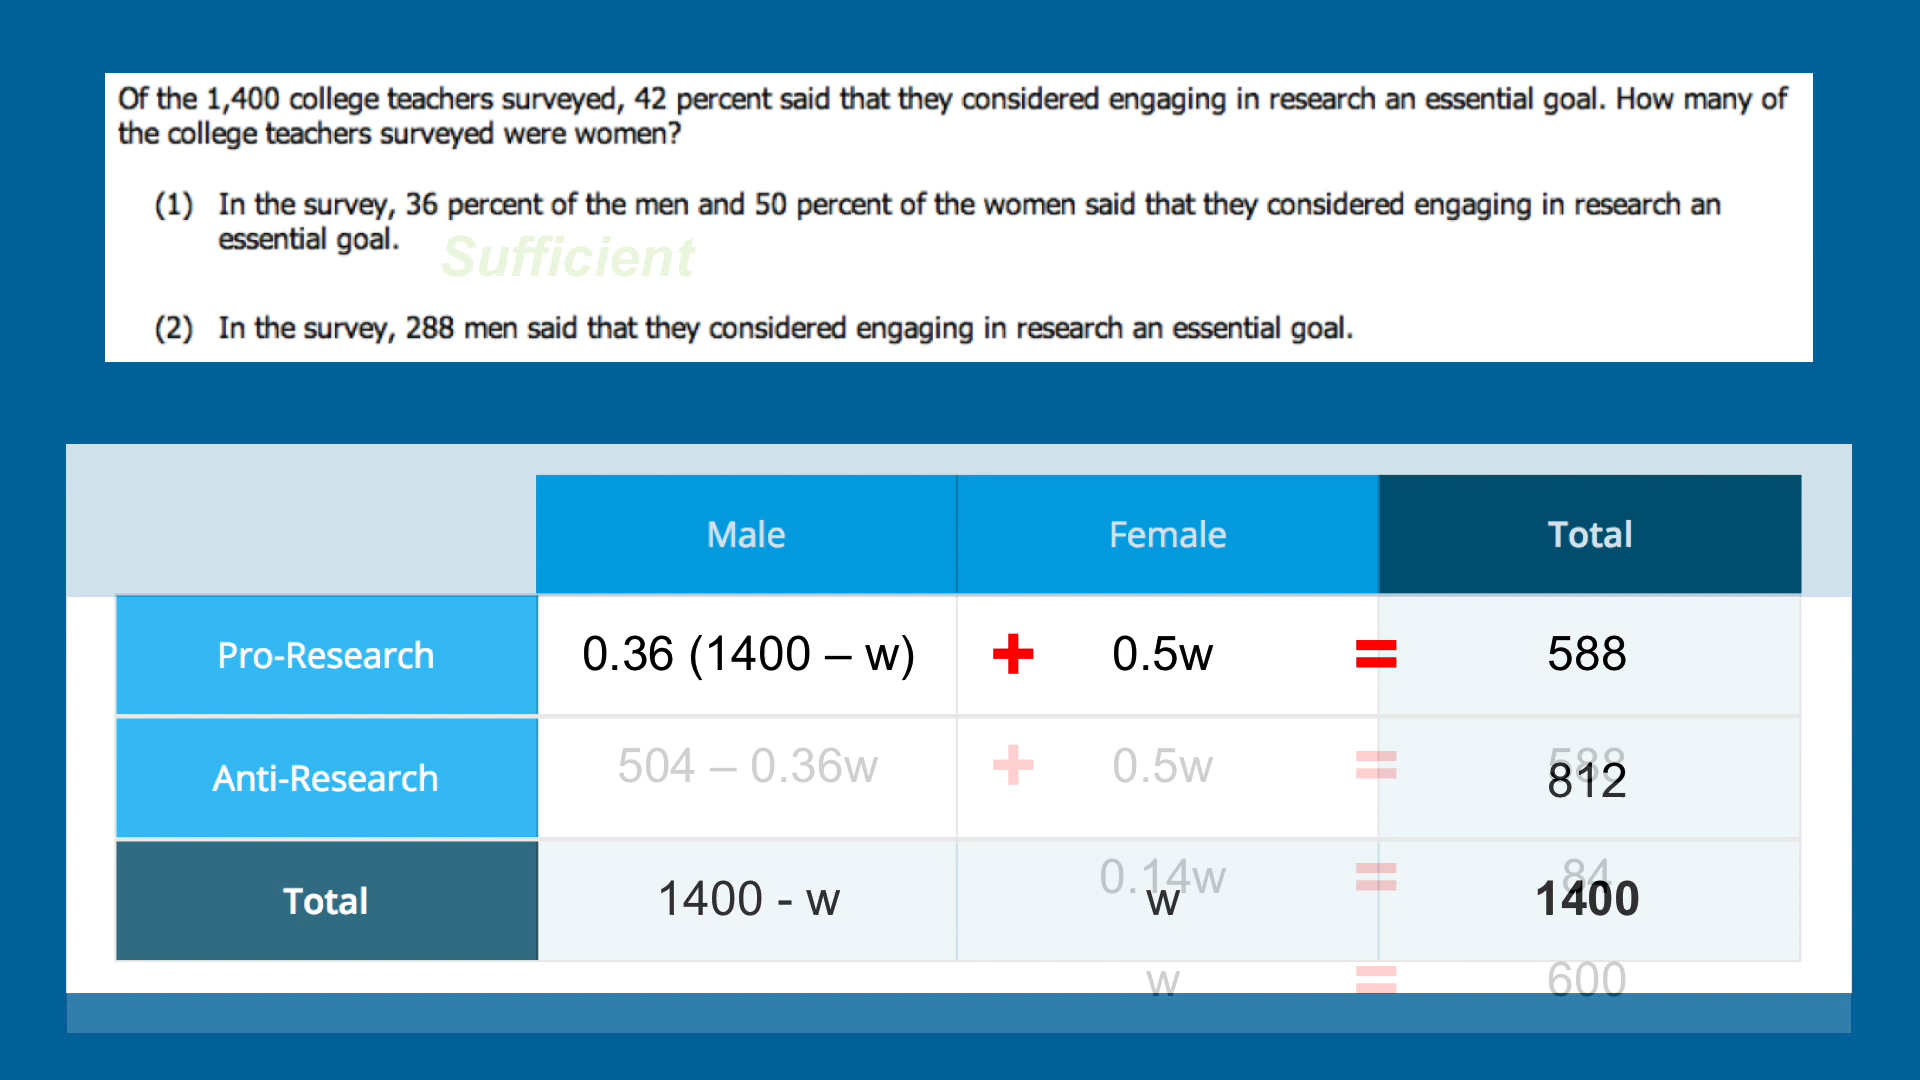 Of the 1,400 college teachers surveyed, 42 percent said that they considered engaging in research an essential goal. How many of
the college teachers surveyed were women?
(1) In the survey, 36 percent of the men and 50 percent of the women said that they considered engaging in research an
essential goal.
Sufficient
(2) In the survey, 288 men said that they considered engaging in research an essential goal.
Male Female Total
Pro-Research 0.36 (1400 – w) + 0.5w = 588
504 – 0.36w + 0.5w = 588
Anti-Research 812
0.14w = 84
Total 1400 - w w 1400
w = 600